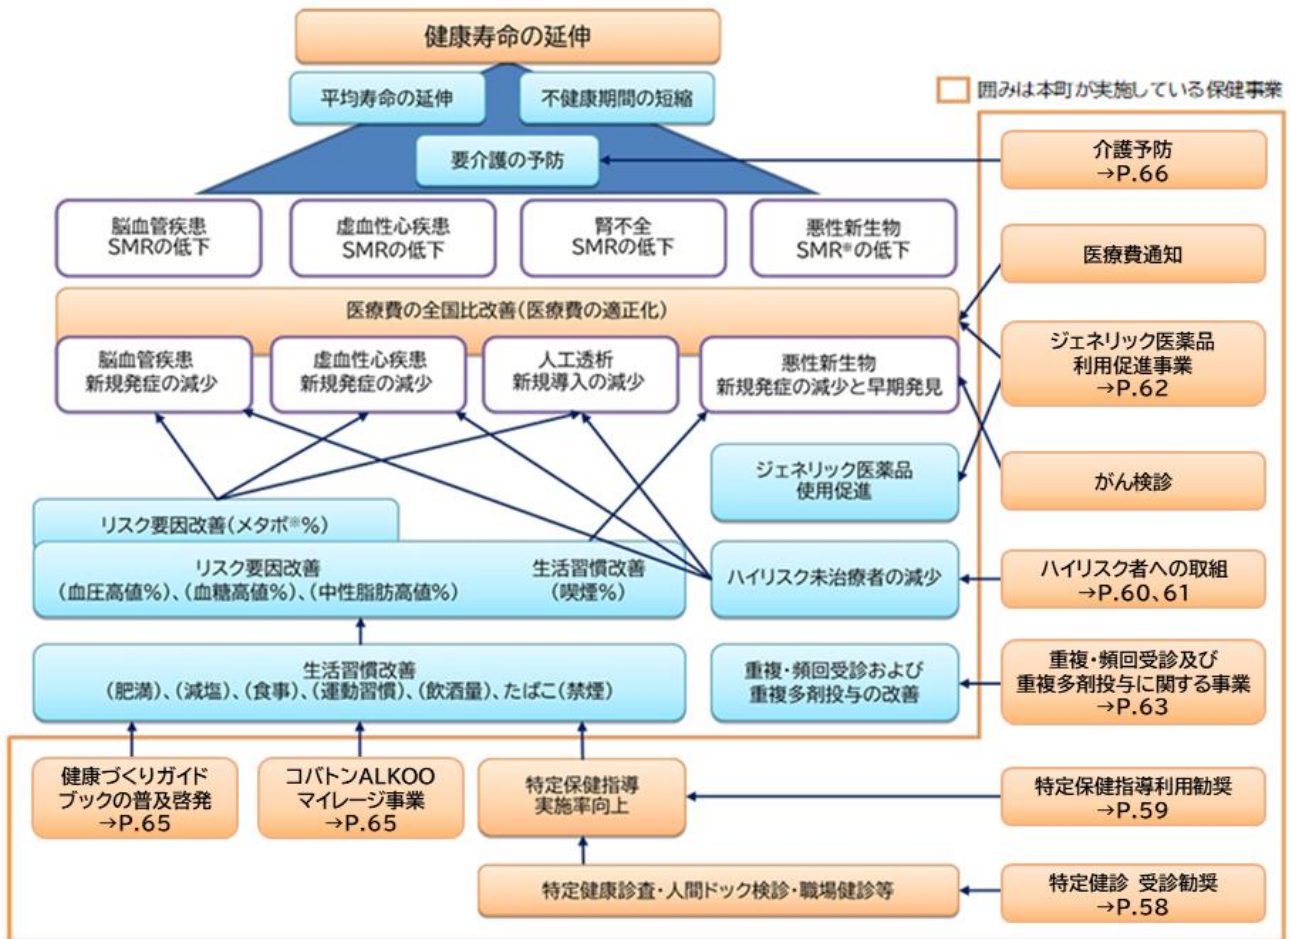 健康寿命の延伸
平均寿命の延伸
不健康期間の短縮
囲みは本町が実施している保健事業
要介護の予防
介護予防
→P.66
脳血管疾患
SMRの低下
虚血性心疾患
SMRの低下
腎不全
SMRの低下
悪性新生物
SMR※の低下
医療費通知
医療費の全国比改善(医療費の適正化)
脳血管疾患
新規発症の減少
虚血性心疾患
新規発症の減少
人工透析
新規導入の減少
悪性新生物
新規発症の減少と早期発見
ジェネリック医薬品
利用促進事業
→P.62
ジェネリック医薬品
使用促進
がん検診
リスク要因改善(メタボ※%)
リスク要因改善
(血圧高値%)、(血糖高値%)、(中性脂肪高値%)
生活習慣改善
(喫煙%)
ハイリスク未治療者の減少
ハイリスク者への取組
→P.60、61
生活習慣改善
(肥満)、(減塩)、(食事)、(運動習慣)、(飲酒量)、たばこ(禁煙)
重複・頻回受診および
重複多剤投与の改善
重複・頻回受診及び
重複多剤投与に関する事業
→P.63
健康づくりガイド
ブックの普及啓発
→P.65
コバトンALKOO
マイレージ事業
→P.65
特定保健指導
実施率向上
特定保健指導利用勧奨
→P.59
特定健康診査・人間ドック検診・職場健診等
特定健診 受診勧奨
→P.58